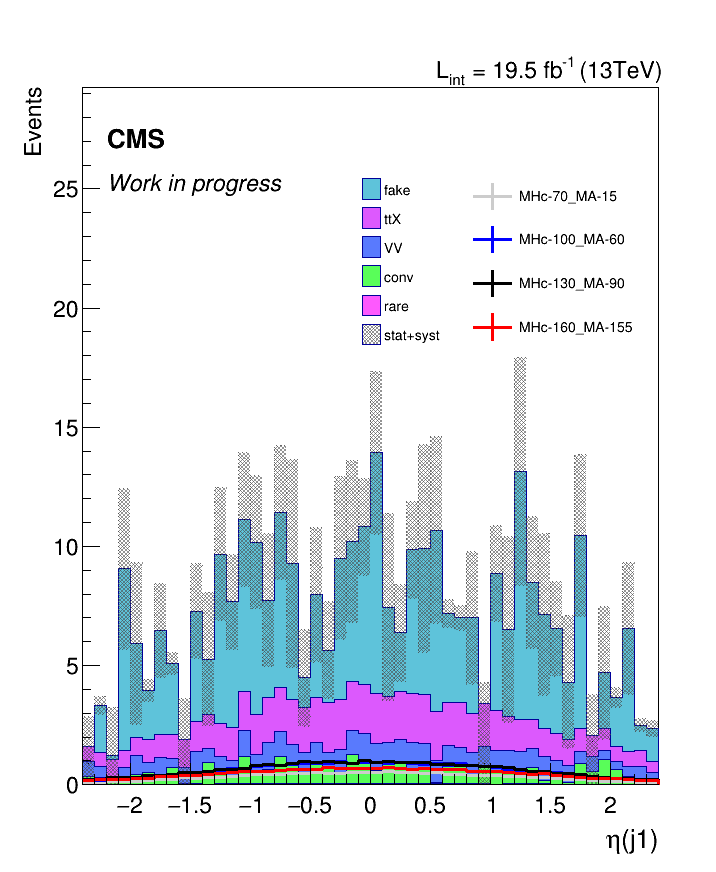 L_int = 19.5 fb^-1 (13TeV)
Events
CMS
Work in progress
fake
ttX
VV
conv
rare
stat+syst
MHc-70_MA-15
MHc-100_MA-60
MHc-130_MA-90
MHc-160_MA-155
25
20
15
10
5
0
−2 −1.5 −1 −0.5 0 0.5 1 1.5 2
η(j1)